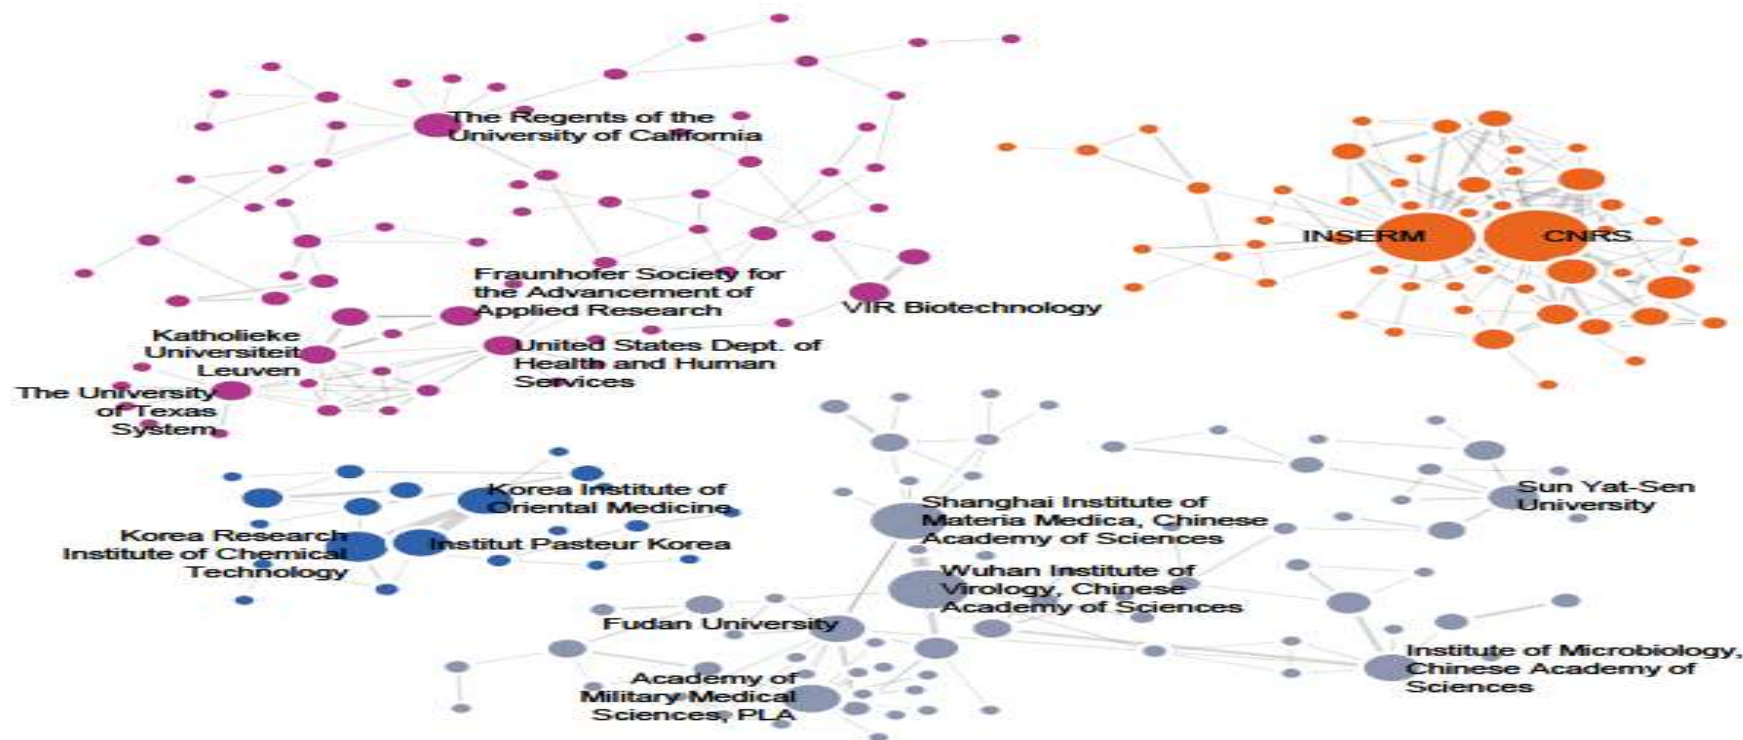 The Regents of the
University of California
INSERM
CNRS
Fraunhofer Society for
the Advancement of
Applied Research
VIR Biotechnology
Katholieke
Universiteit
Leuven
United States Dept. of
Health and Human
Services
The University
of Texas
System
Korea Institute of
Oriental Medicine
Korea Research
Institute of Chemical
Technology
Institut Pasteur Korea
Shanghai Institute of
Materia Medica, Chinese
Academy of Sciences
Sun Yat-Sen
University
Wuhan Institute of
Virology, Chinese
Academy of Sciences
Fudan University
Academy of
Military Medical
Sciences, PLA
Institute of Microbiology,
Chinese Academy of
Sciences